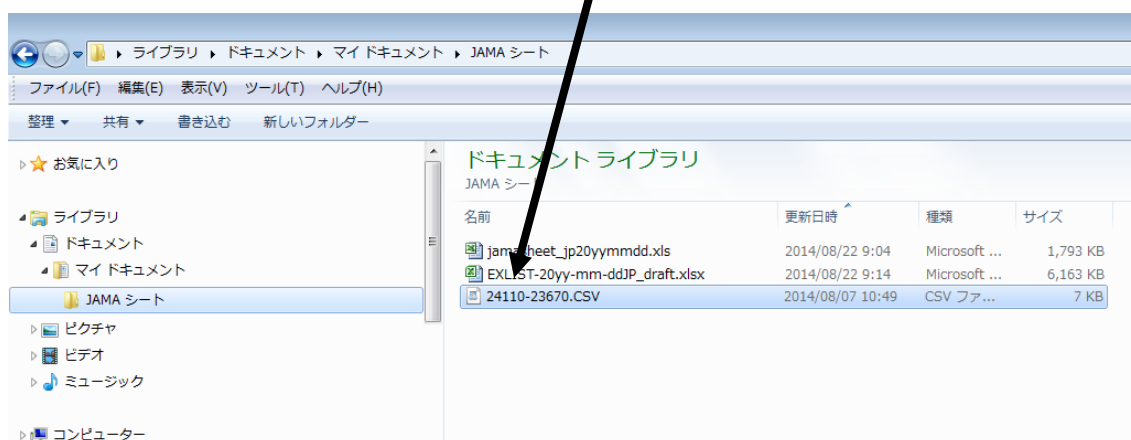 ライブラリ ドキュメント マイ ドキュメント JAMA シート
ファイル(F) 編集(E) 表示(V) ツール(T) ヘルプ(H)
整理 共有 書き込む 新しいフォルダー
お気に入り
ライブラリ
ドキュメント
マイ ドキュメント
JAMA シート
ピクチャ
ビデオ
ミュージック
コンピューター
ドキュメント ライブラリ
JAMA シート
名前 更新日時 種類 サイズ
jamasheet_jp20yymmdd.xls 2014/08/22 9:04 Microsoft ... 1,793 KB
EXLIST-20yy-mm-ddJP_draft.xlsx 2014/08/22 9:14 Microsoft ... 6,163 KB
24110-23670.CSV 2014/08/07 10:49 CSV ファ... 7 KB